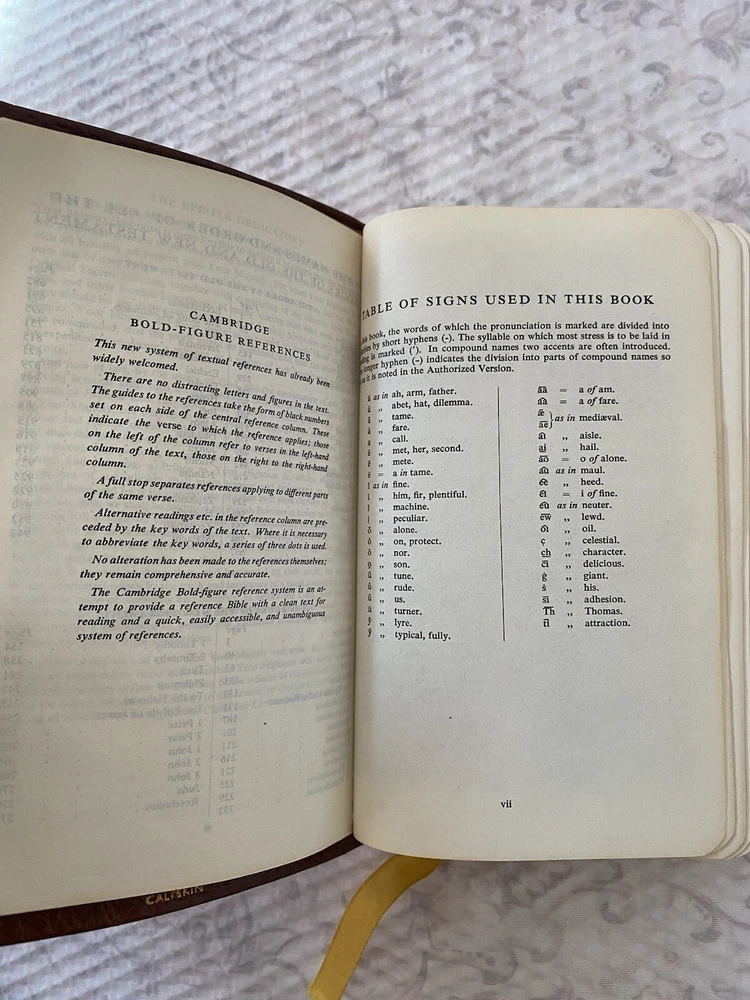 CAMBRIDGE
BOLD-FIGURE REFERENCES
This new system of textual references has already been
widely welcomed.
There are no distracting letters and figures in the text.
The guides to the references take the form of black numbers
set on each side of the central reference column. These
indicate the verse to which the reference applies; those
on the left of the column refer to verses in the left-hand
column of the text, those on the right to the right-hand
column.
A full stop separates references applying to different parts
of the same verse.
Alternative readings etc. in the reference column are pre-
ceded by the key words of the text. Where it is necessary
to abbreviate the key words, a series of three dots is used.
No alteration has been made to the references themselves;
they remain comprehensive and accurate.
The Cambridge Bold-figure reference system is an at-
tempt to provide a reference Bible with a clean text for
reading and a quick, easily accessible, and unambiguous
system of references.
CALFSKIN
TABLE OF SIGNS USED IN THIS BOOK
this book, the words of which the pronunciation is marked are divided into
by short hyphens (-). The syllable on which most stress is to be laid in
is marked ('). In compound names two accents are often introduced.
longer hyphen (-) indicates the division into parts of compound names so
as it is noted in the Authorized Version.
as in ah, arm, father.
„ abet, hat, dilemma.
„ tame.
„ fare.
„ call.
„ met, her, second.
„ mete.
= a in tame.
as in fine.
„ him, fir, plentiful.
„ machine.
„ peculiar.
„ alone.
„ on, protect.
„ nor.
„ son.
„ tune.
„ rude.
„ us.
„ turner.
„ lyre.
„ typical, fully.
= a of am.
= a of fare.
as in mediæval.
„ aisle.
„ hail.
= o of alone.
as in maul.
„ heed.
= i of fine.
as in neuter.
„ lewd.
„ oil.
ç „ celestial.
ch „ character.
„ delicious.
ġ „ giant.
ṡ „ his.
„ adhesion.
Th „ Thomas.
„ attraction.
vii